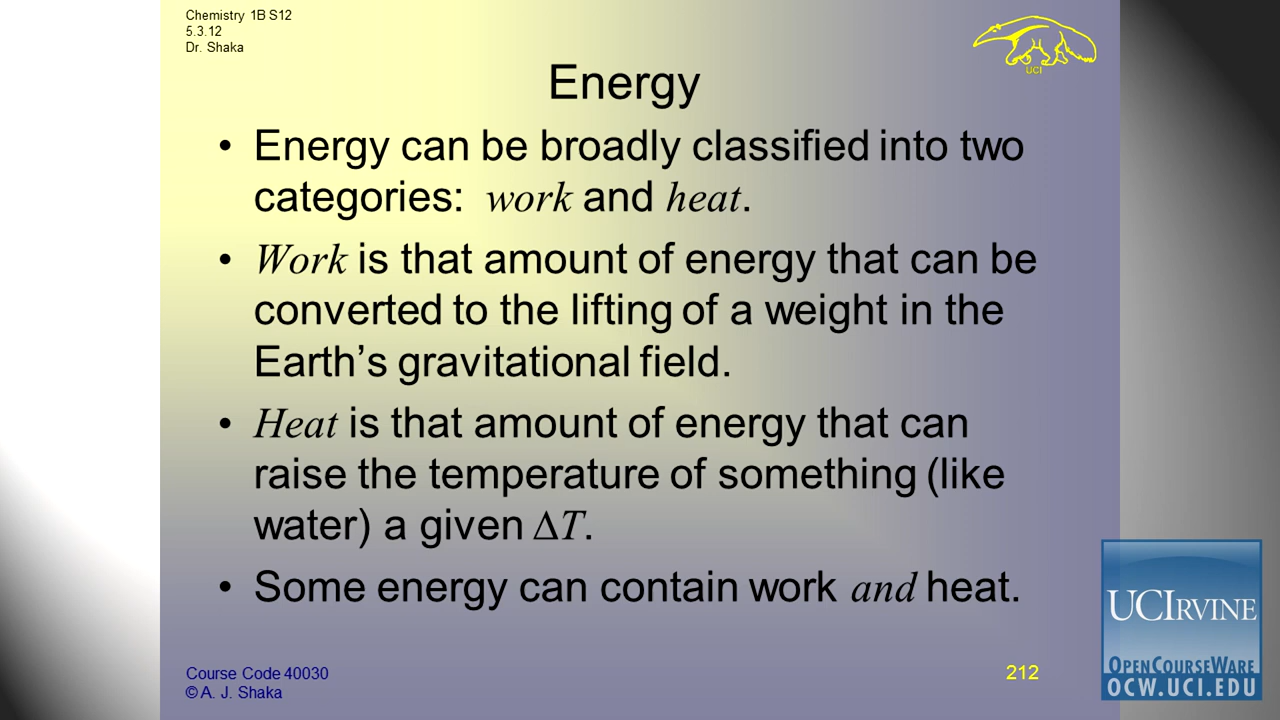 Chemistry 1B S12
5.3.12
Dr. Shaka
UCI
Energy
• Energy can be broadly classified into two
categories:  work and heat.
• Work is that amount of energy that can be
converted to the lifting of a weight in the
Earth’s gravitational field.
• Heat is that amount of energy that can
raise the temperature of something (like
water) a given ΔT.
• Some energy can contain work and heat.
Course Code 40030
© A. J. Shaka
212
UCIRVINE
OPENCOURSEWARE
OCW.UCI.EDU